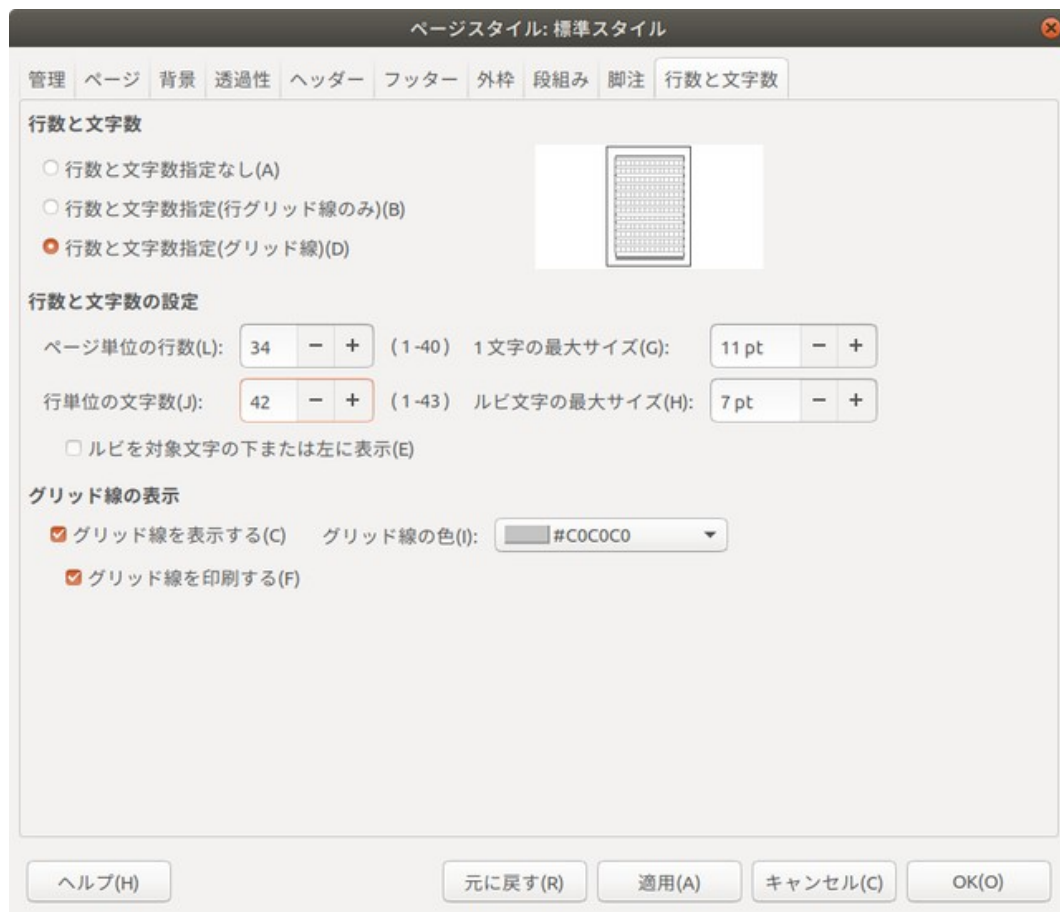 ページスタイル: 標準スタイル
管理 ページ 背景 透過性 ヘッダー フッター 外枠 段組み 脚注 行数と文字数
行数と文字数
行数と文字数指定なし(A)
行数と文字数指定(行グリッド線のみ)(B)
行数と文字数指定(グリッド線)(D)
行数と文字数の設定
ページ単位の行数(L): 34 − + ( 1 -40 ) 1 文字の最大サイズ(G): 11 pt − +
行単位の文字数(J): 42 − + ( 1 -43 ) ルビ文字の最大サイズ(H): 7 pt − +
ルビを対象文字の下または左に表示(E)
グリッド線の表示
グリッド線を表示する(C) グリッド線の色(I): #C0C0C0
グリッド線を印刷する(F)
ヘルプ(H) 元に戻す(R) 適用(A) キャンセル(C) OK(O)